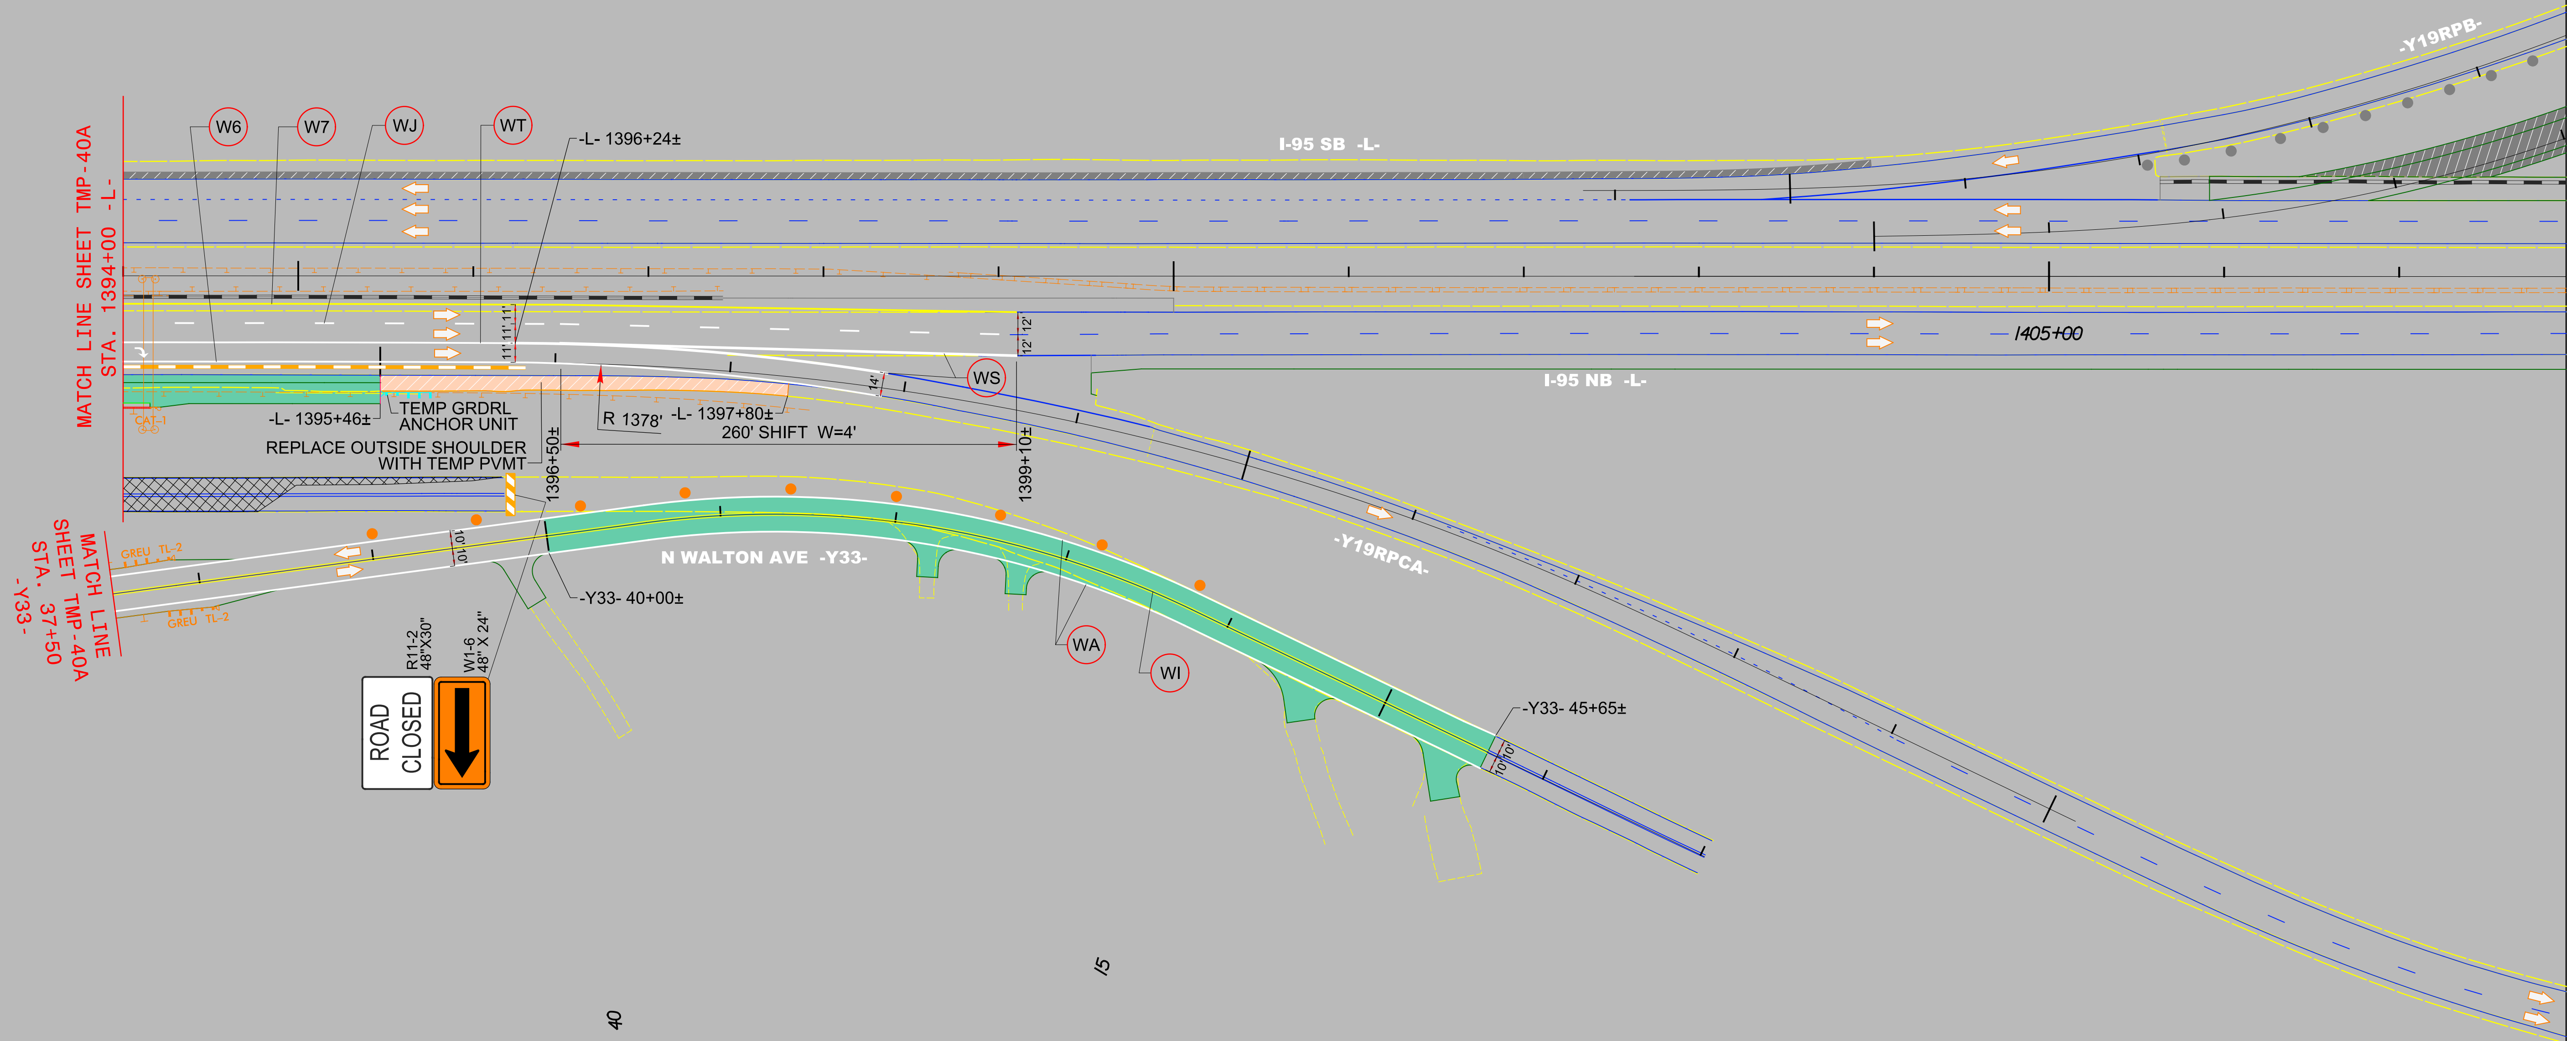 -Y19RPB-
MATCH LINE SHEET TMP-40A
STA. 1394+00 -L-
W6
W7
WJ
WT
-L- 1396+24±
I-95 SB -L-
11' 11' 11'
12' 12'
12'
1405+00
I-95 NB -L-
WS
14'
CAT-1
-L- 1395+46±
TEMP GRDRL
ANCHOR UNIT
R 1378'
-L- 1397+80±
260' SHIFT W=4'
REPLACE OUTSIDE SHOULDER
WITH TEMP PVMT
1396+50±
1399+10±
MATCH LINE
SHEET TMP-40A
STA. 37+50
-Y33-
GREU TL-2
GREU TL-2
10'10'
N WALTON AVE -Y33-
-Y33- 40+00±
-Y19RPCA-
WA
WI
R11-2
48"X30"
W1-6
48" X 24"
ROAD
CLOSED
-Y33- 45+65±
10'10'
15
40